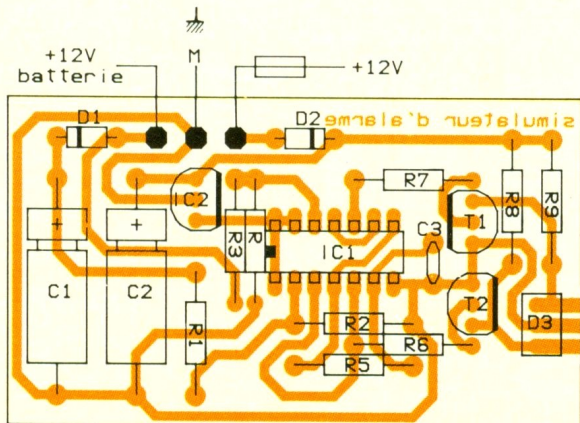 +12V
batterie
M
+12V
D1
D2
simulateur d'alarme
IC2
R3
R
IC1
R7
C3
T1
R8
R9
C1
C2
R1
R2
R6
R5
T2
D3